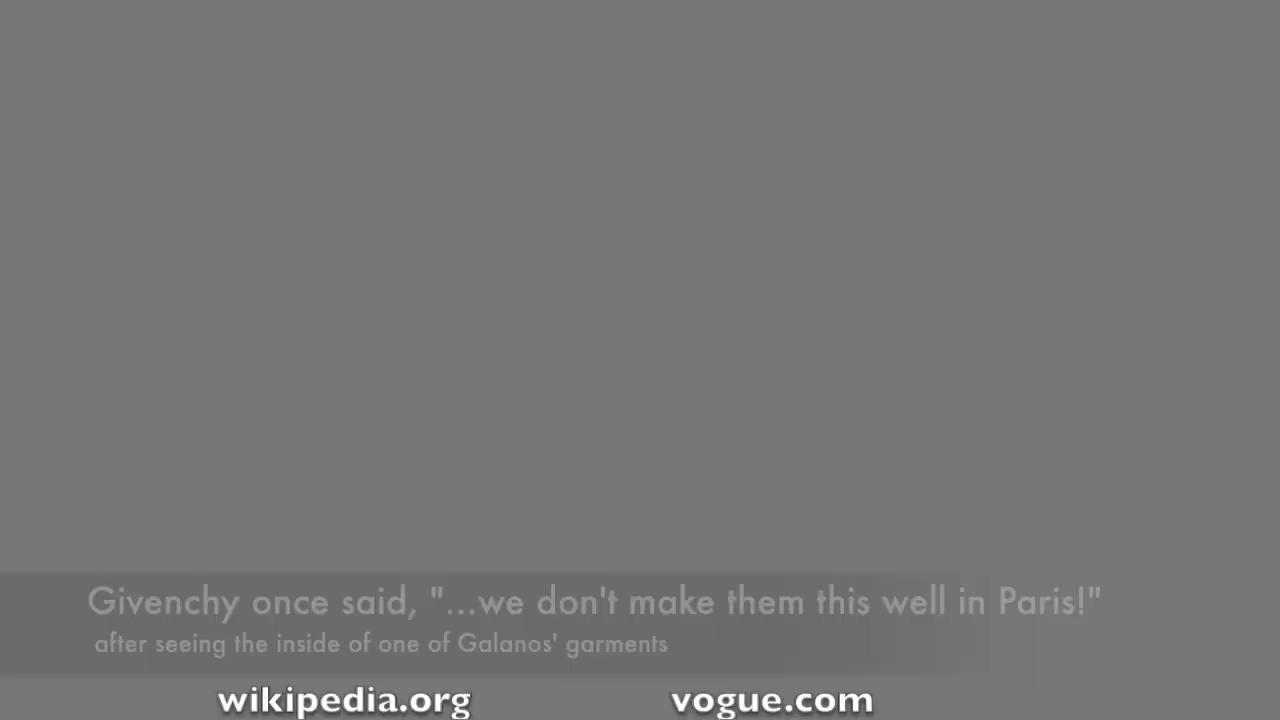 Givenchy once said, "...we don't make them this well in Paris!"
after seeing the inside of one of Galanos' garments
wikipedia.org vogue.com